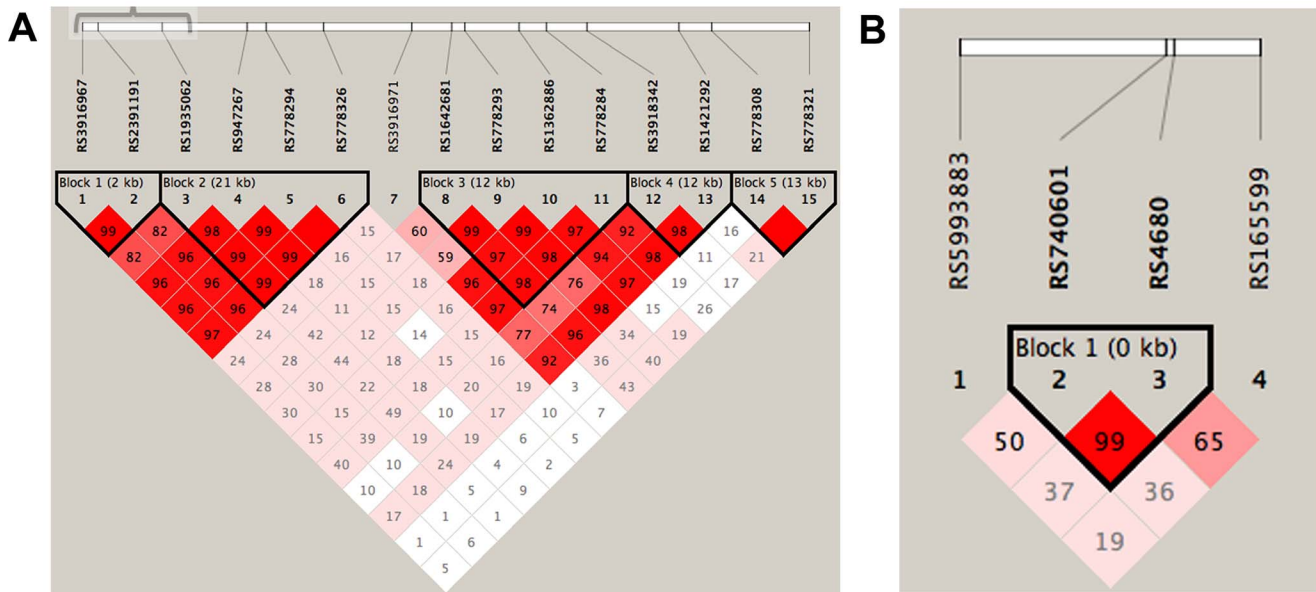 A
RS3916967
RS2391191
RS1935062
RS947267
RS778294
RS778326
RS3916971
RS1642681
RS778293
RS1362886
RS778284
RS3918342
RS1421292
RS778308
RS778321
Block 1 (2 kb) Block 2 (21 kb) Block 3 (12 kb) Block 4 (12 kb) Block 5 (13 kb)
1 2 3 4 5 6 7 8 9 10 11 12 13 14 15
99 82 98 99 15 60 99 99 97 92 98 16
82 96 99 99 16 17 59 97 98 94 98 11 21
96 96 99 18 15 18 96 98 76 97 19 17
96 96 24 11 15 16 97 74 98 15 26
97 24 42 12 14 15 77 96 34 19
24 28 44 18 15 16 92 36 40
28 30 22 18 20 19 3 43
30 15 49 10 17 10 7
15 39 19 19 6 5
40 10 24 4 2
10 18 5 9
17 1 1
1 6
5
B
RS5993883
RS740601
RS4680
RS165599
Block 1 (0 kb)
1 2 3 4
50 99 65
37 36
19